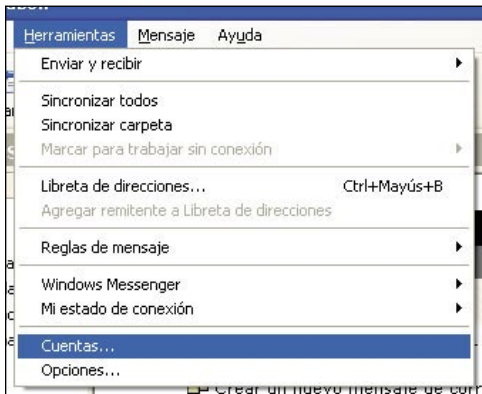 Herramientas Mensaje Ayuda
Enviar y recibir
Sincronizar todos
Sincronizar carpeta
Marcar para trabajar sin conexión
Libreta de direcciones... Ctrl+Mayús+B
Agregar remitente a Libreta de direcciones
Reglas de mensaje
Windows Messenger
Mi estado de conexión
Cuentas...
Opciones...
Crear un nuevo mensaje de